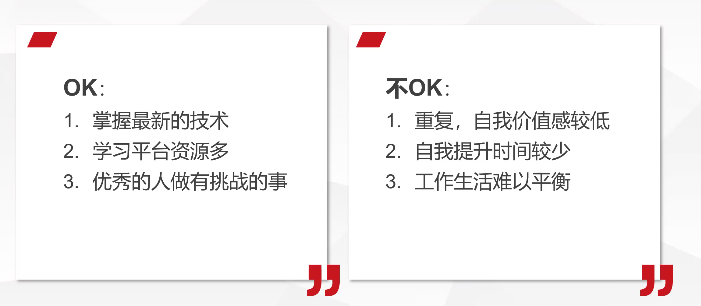 OK：
1. 掌握最新的技术
2. 学习平台资源多
3. 优秀的人做有挑战的事
不OK：
1. 重复，自我价值感较低
2. 自我提升时间较少
3. 工作生活难以平衡